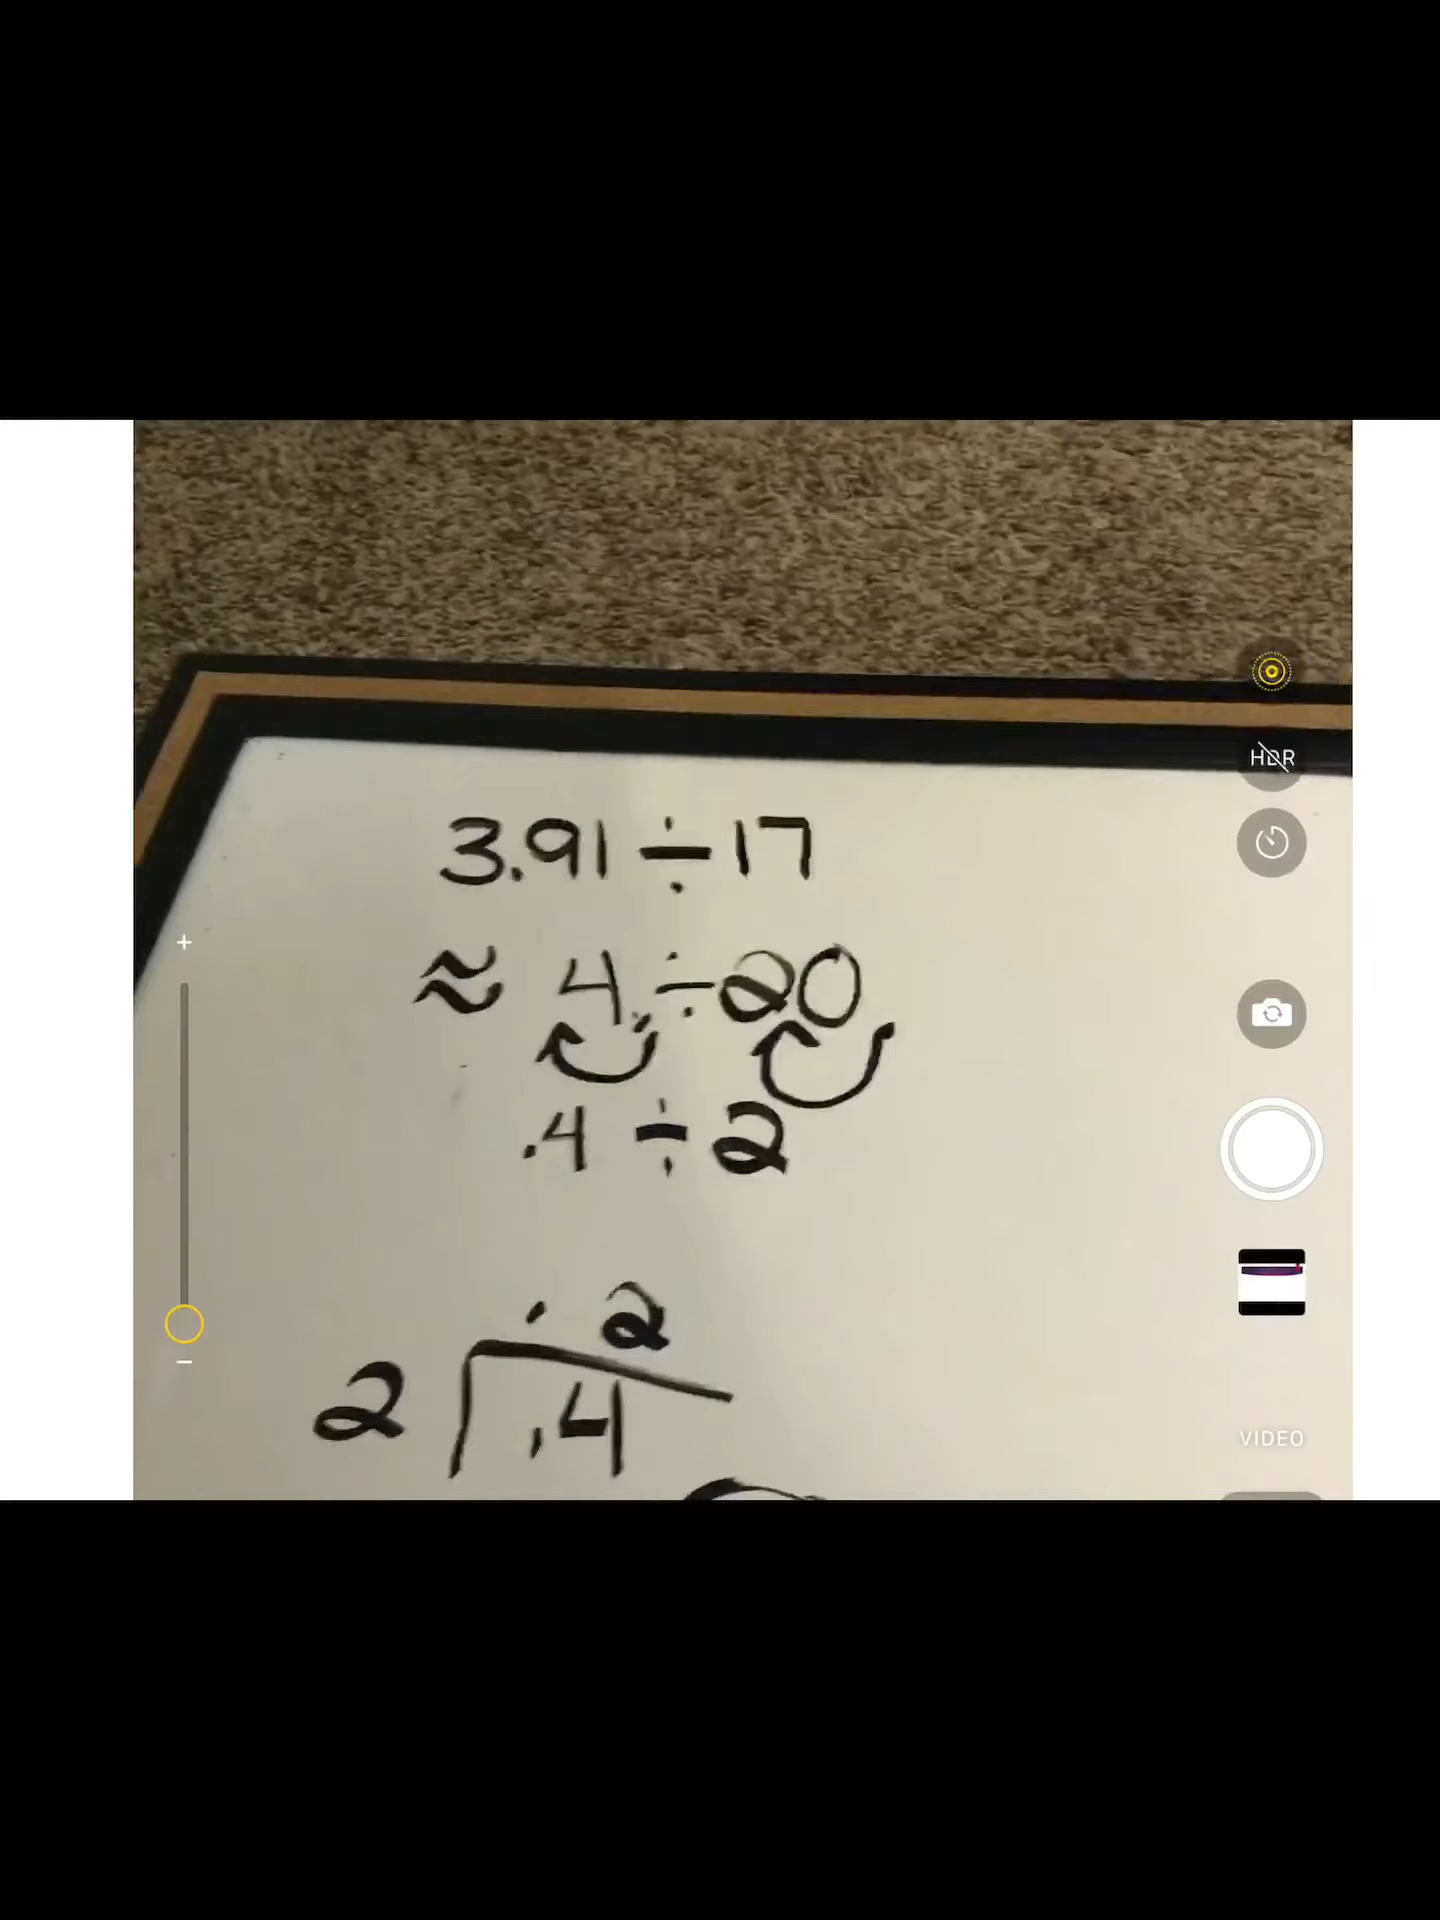 3.91 ÷ 17
≈ 4. ÷ 20
.4 ÷ 2
.2
2 .4
+
−
HDR
VIDEO